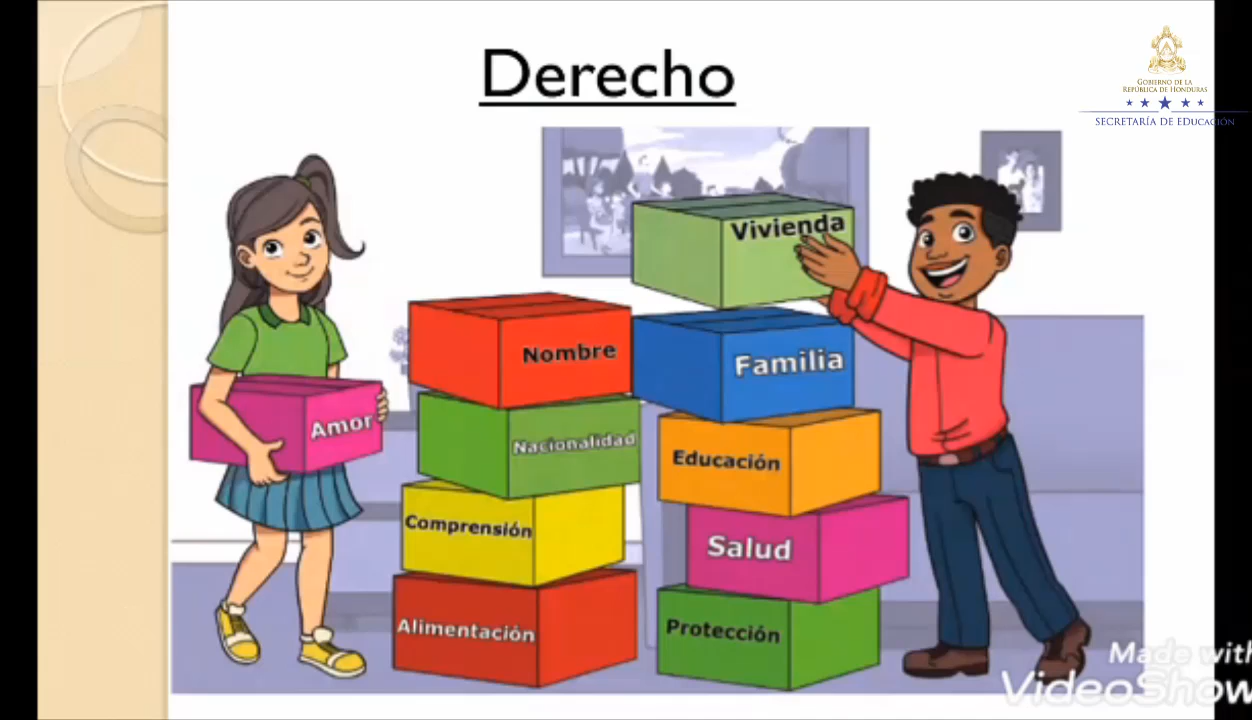 Derecho
GOBIERNO DE LA
REPÚBLICA DE HONDURAS
SECRETARÍA DE EDUCACIÓN
Vivienda
Nombre
Familia
Amor
Nacionalidad
Educación
Comprensión
Salud
Alimentación
Protección
Made with
VideoShow